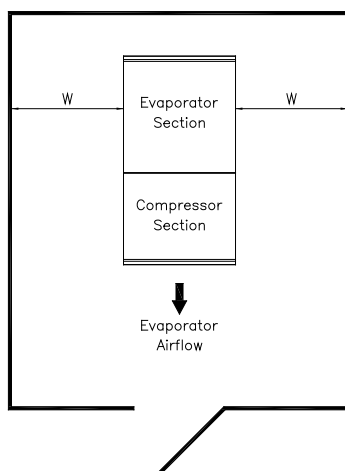 W
W
Evaporator
Section
Compressor
Section
Evaporator
Airflow